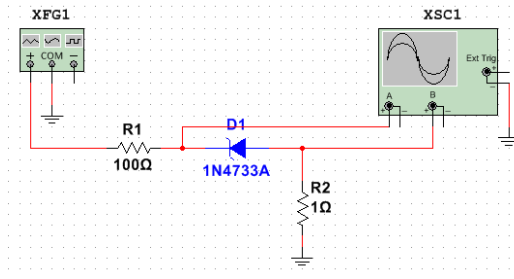 XFG1
XSC1
Ext Trig
+ COM −
+
−
A
B
+ −
+ −
R1
100Ω
D1
1N4733A
R2
1Ω